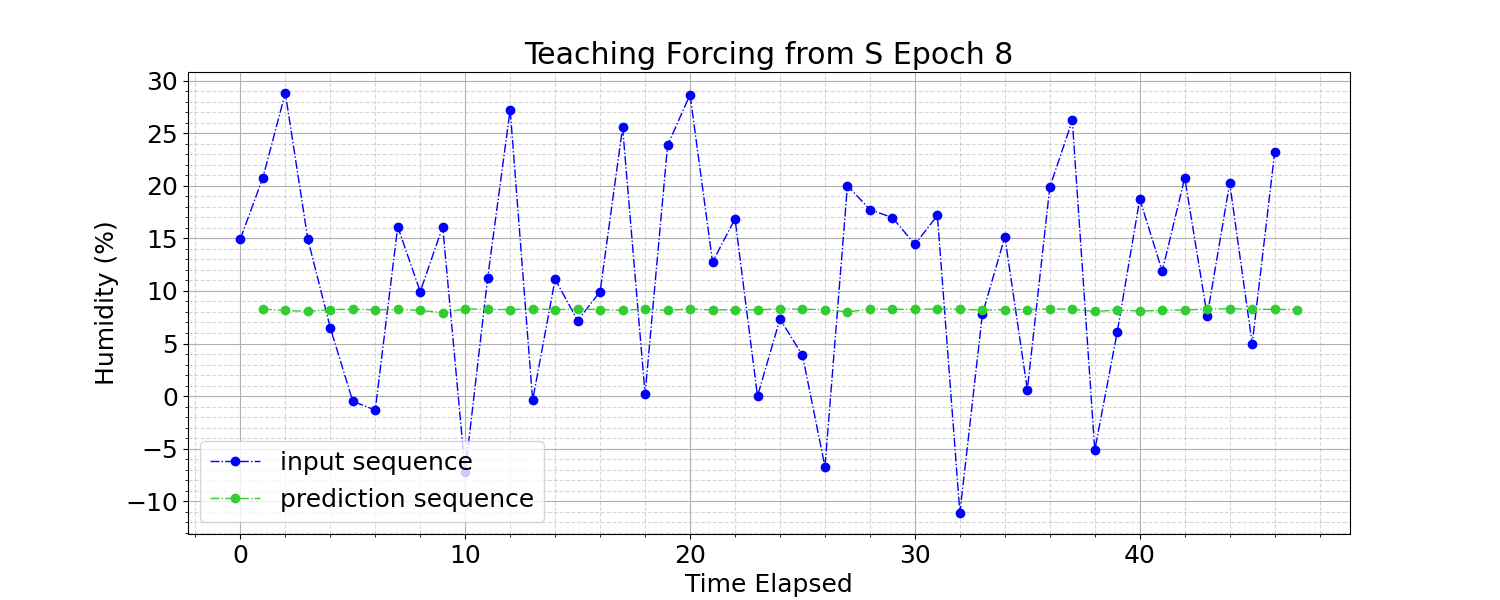 Teaching Forcing from S Epoch 8
Humidity (%)
30
25
20
15
10
5
0
−5
−10
input sequence
prediction sequence
0 10 20 30 40
Time Elapsed